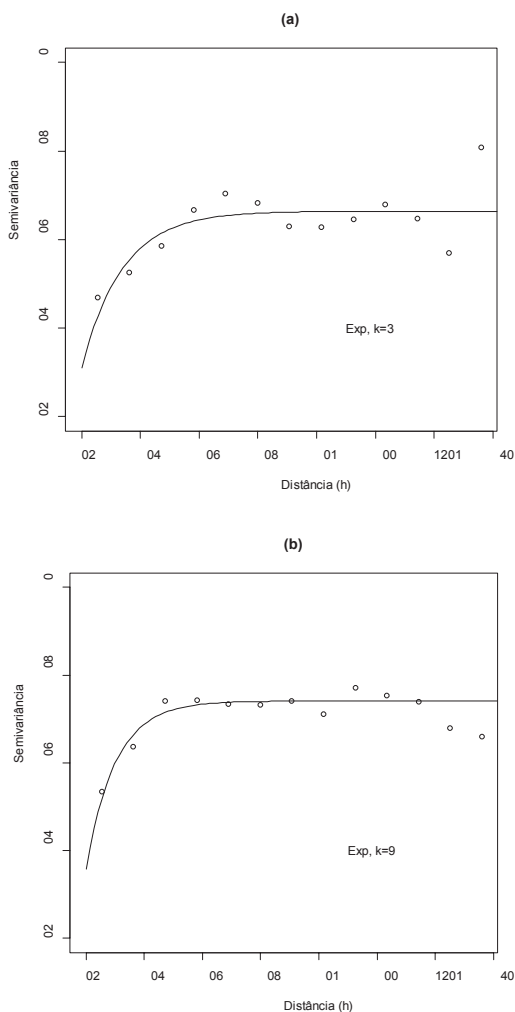 (a)
0
08
06
04
02
Semivariância
Exp, k=3
02 04 06 08 01 00 1201 40
Distância (h)
(b)
0
08
06
04
02
Semivariância
Exp, k=9
02 04 06 08 01 00 1201 40
Distância (h)